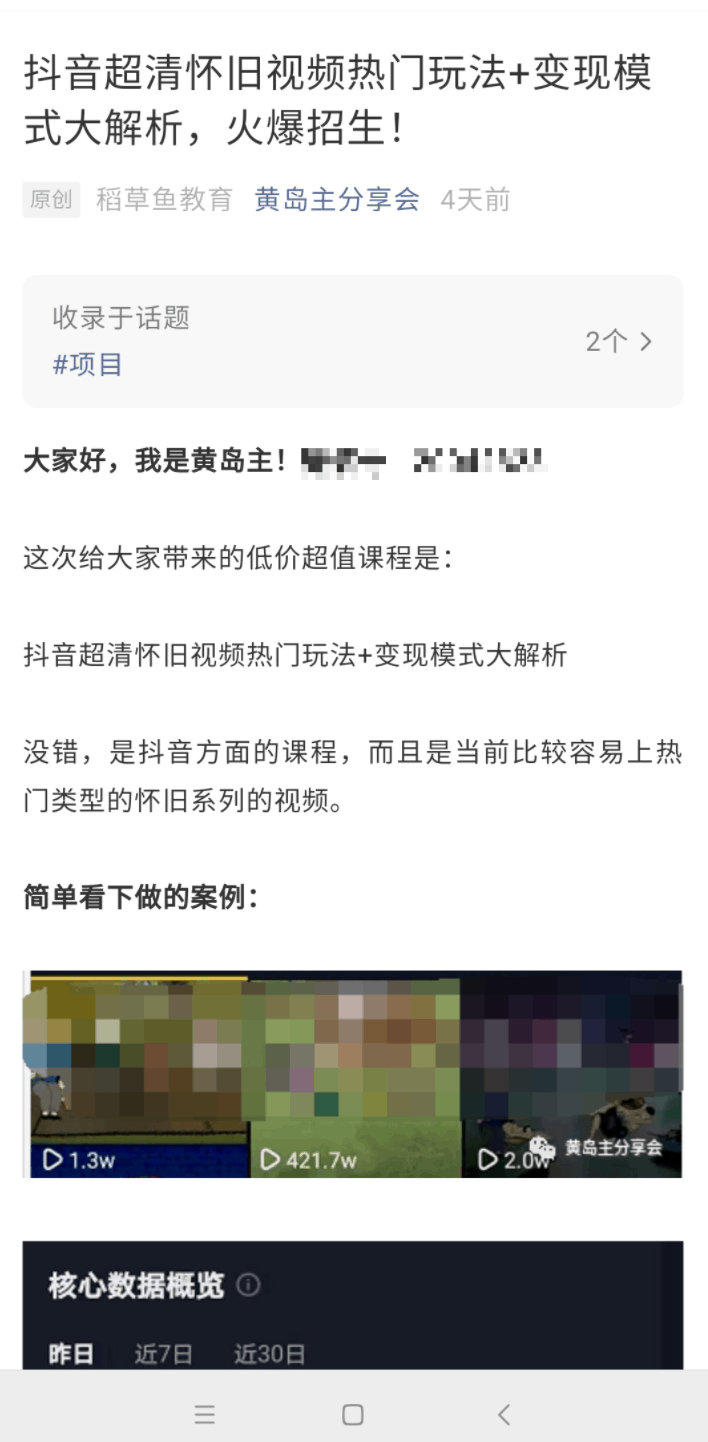 抖音超清怀旧视频热门玩法+变现模
式大解析，火爆招生！
原创 稻草鱼教育 黄岛主分享会 4天前
收录于话题
#项目
2个
大家好，我是黄岛主！
这次给大家带来的低价超值课程是：
抖音超清怀旧视频热门玩法+变现模式大解析
没错，是抖音方面的课程，而且是当前比较容易上热
门类型的怀旧系列的视频。
简单看下做的案例：
1.3w 421.7w 2.0w 黄岛主分享会
核心数据概览
昨日 近7日 近30日